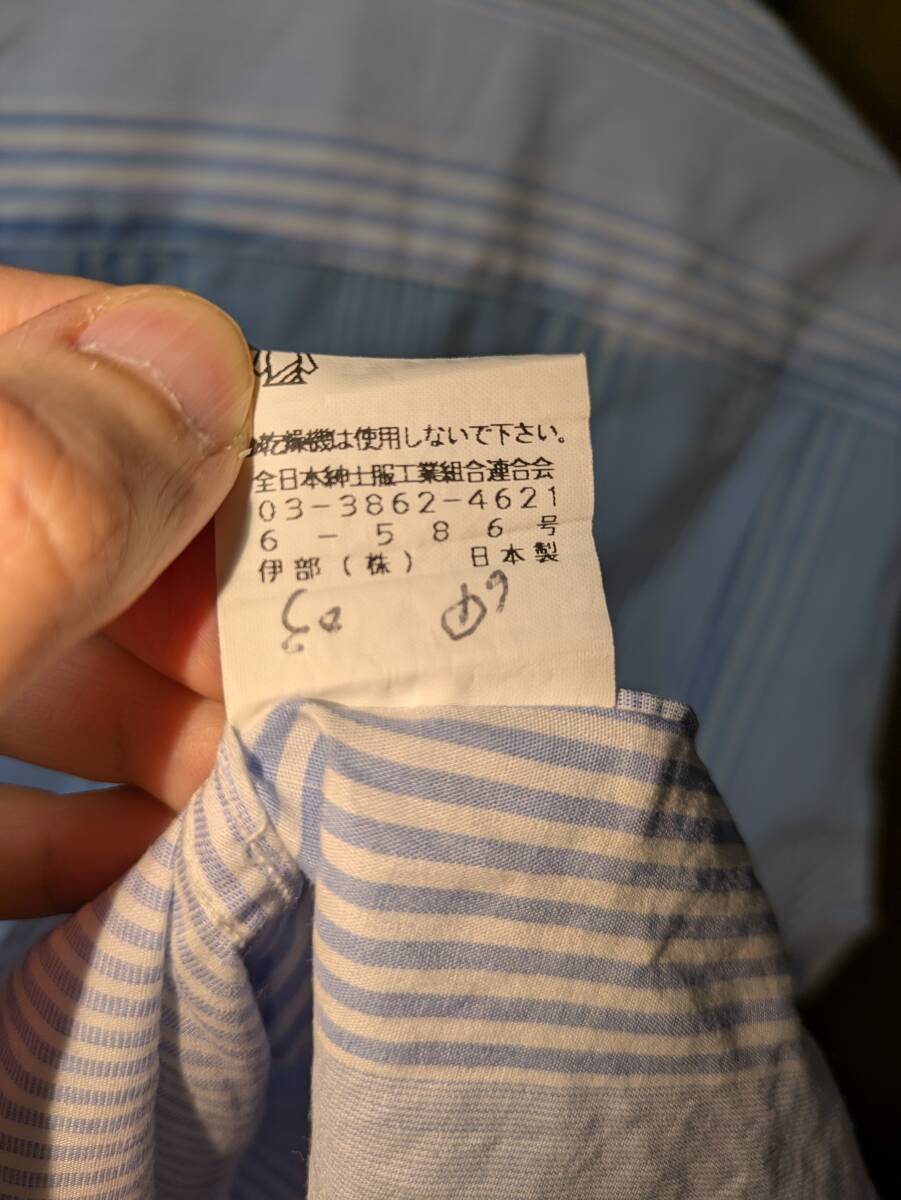 乾燥機は使用しないで下さい。
全日本紳士服工業組合連合会
03-3862-4621
6-586号
伊部(株) 日本製